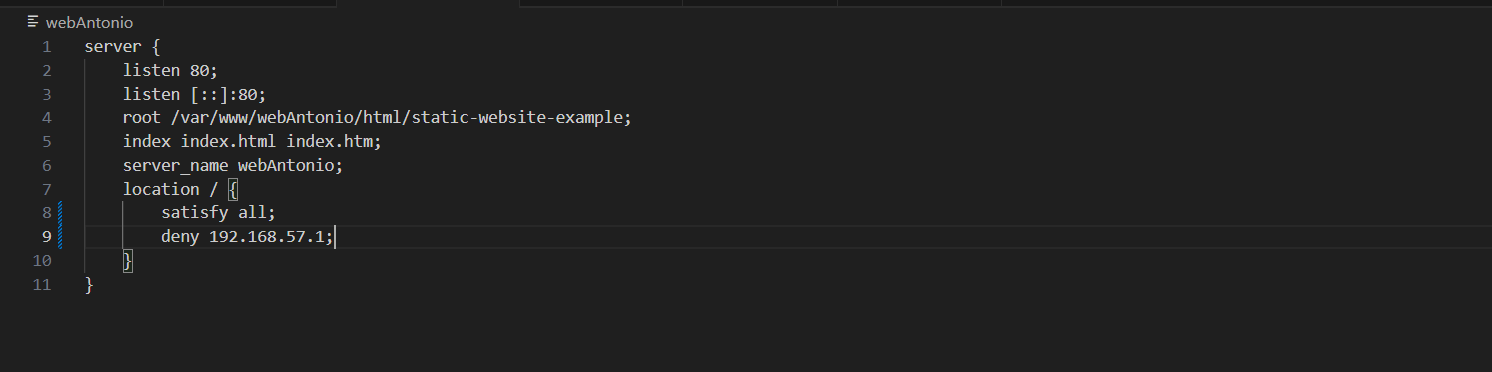 webAntonio
1 server {
2 listen 80;
3 listen [::]:80;
4 root /var/www/webAntonio/html/static-website-example;
5 index index.html index.htm;
6 server_name webAntonio;
7 location / {
8 satisfy all;
9 deny 192.168.57.1;
10 }
11 }